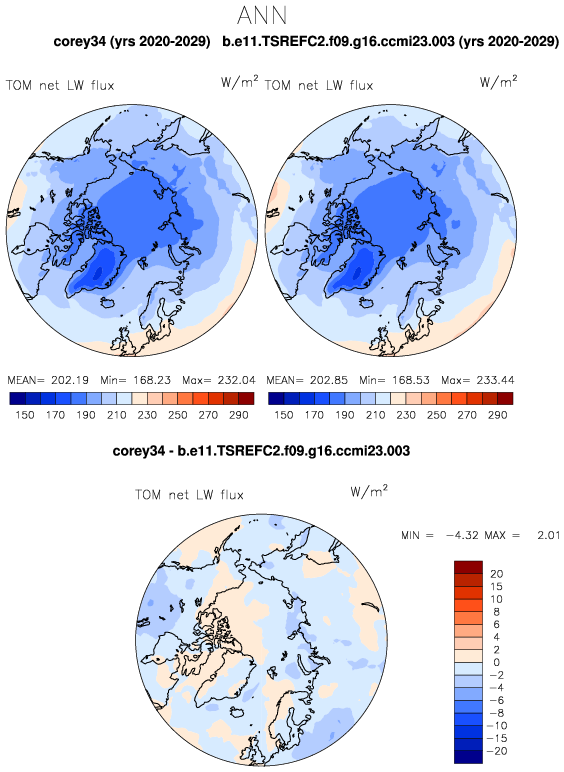 ANN
corey34 (yrs 2020-2029) b.e11.TSREFC2.f09.g16.ccmi23.003 (yrs 2020-2029)
TOM net LW flux W/m² TOM net LW flux W/m²
MEAN= 202.19 Min= 168.23 Max= 232.04 MEAN= 202.85 Min= 168.53 Max= 233.44
150 170 190 210 230 250 270 290 150 170 190 210 230 250 270 290
corey34 - b.e11.TSREFC2.f09.g16.ccmi23.003
TOM net LW flux W/m²
MIN = -4.32 MAX = 2.01
20
15
10
8
6
4
2
0
-2
-4
-6
-8
-10
-15
-20